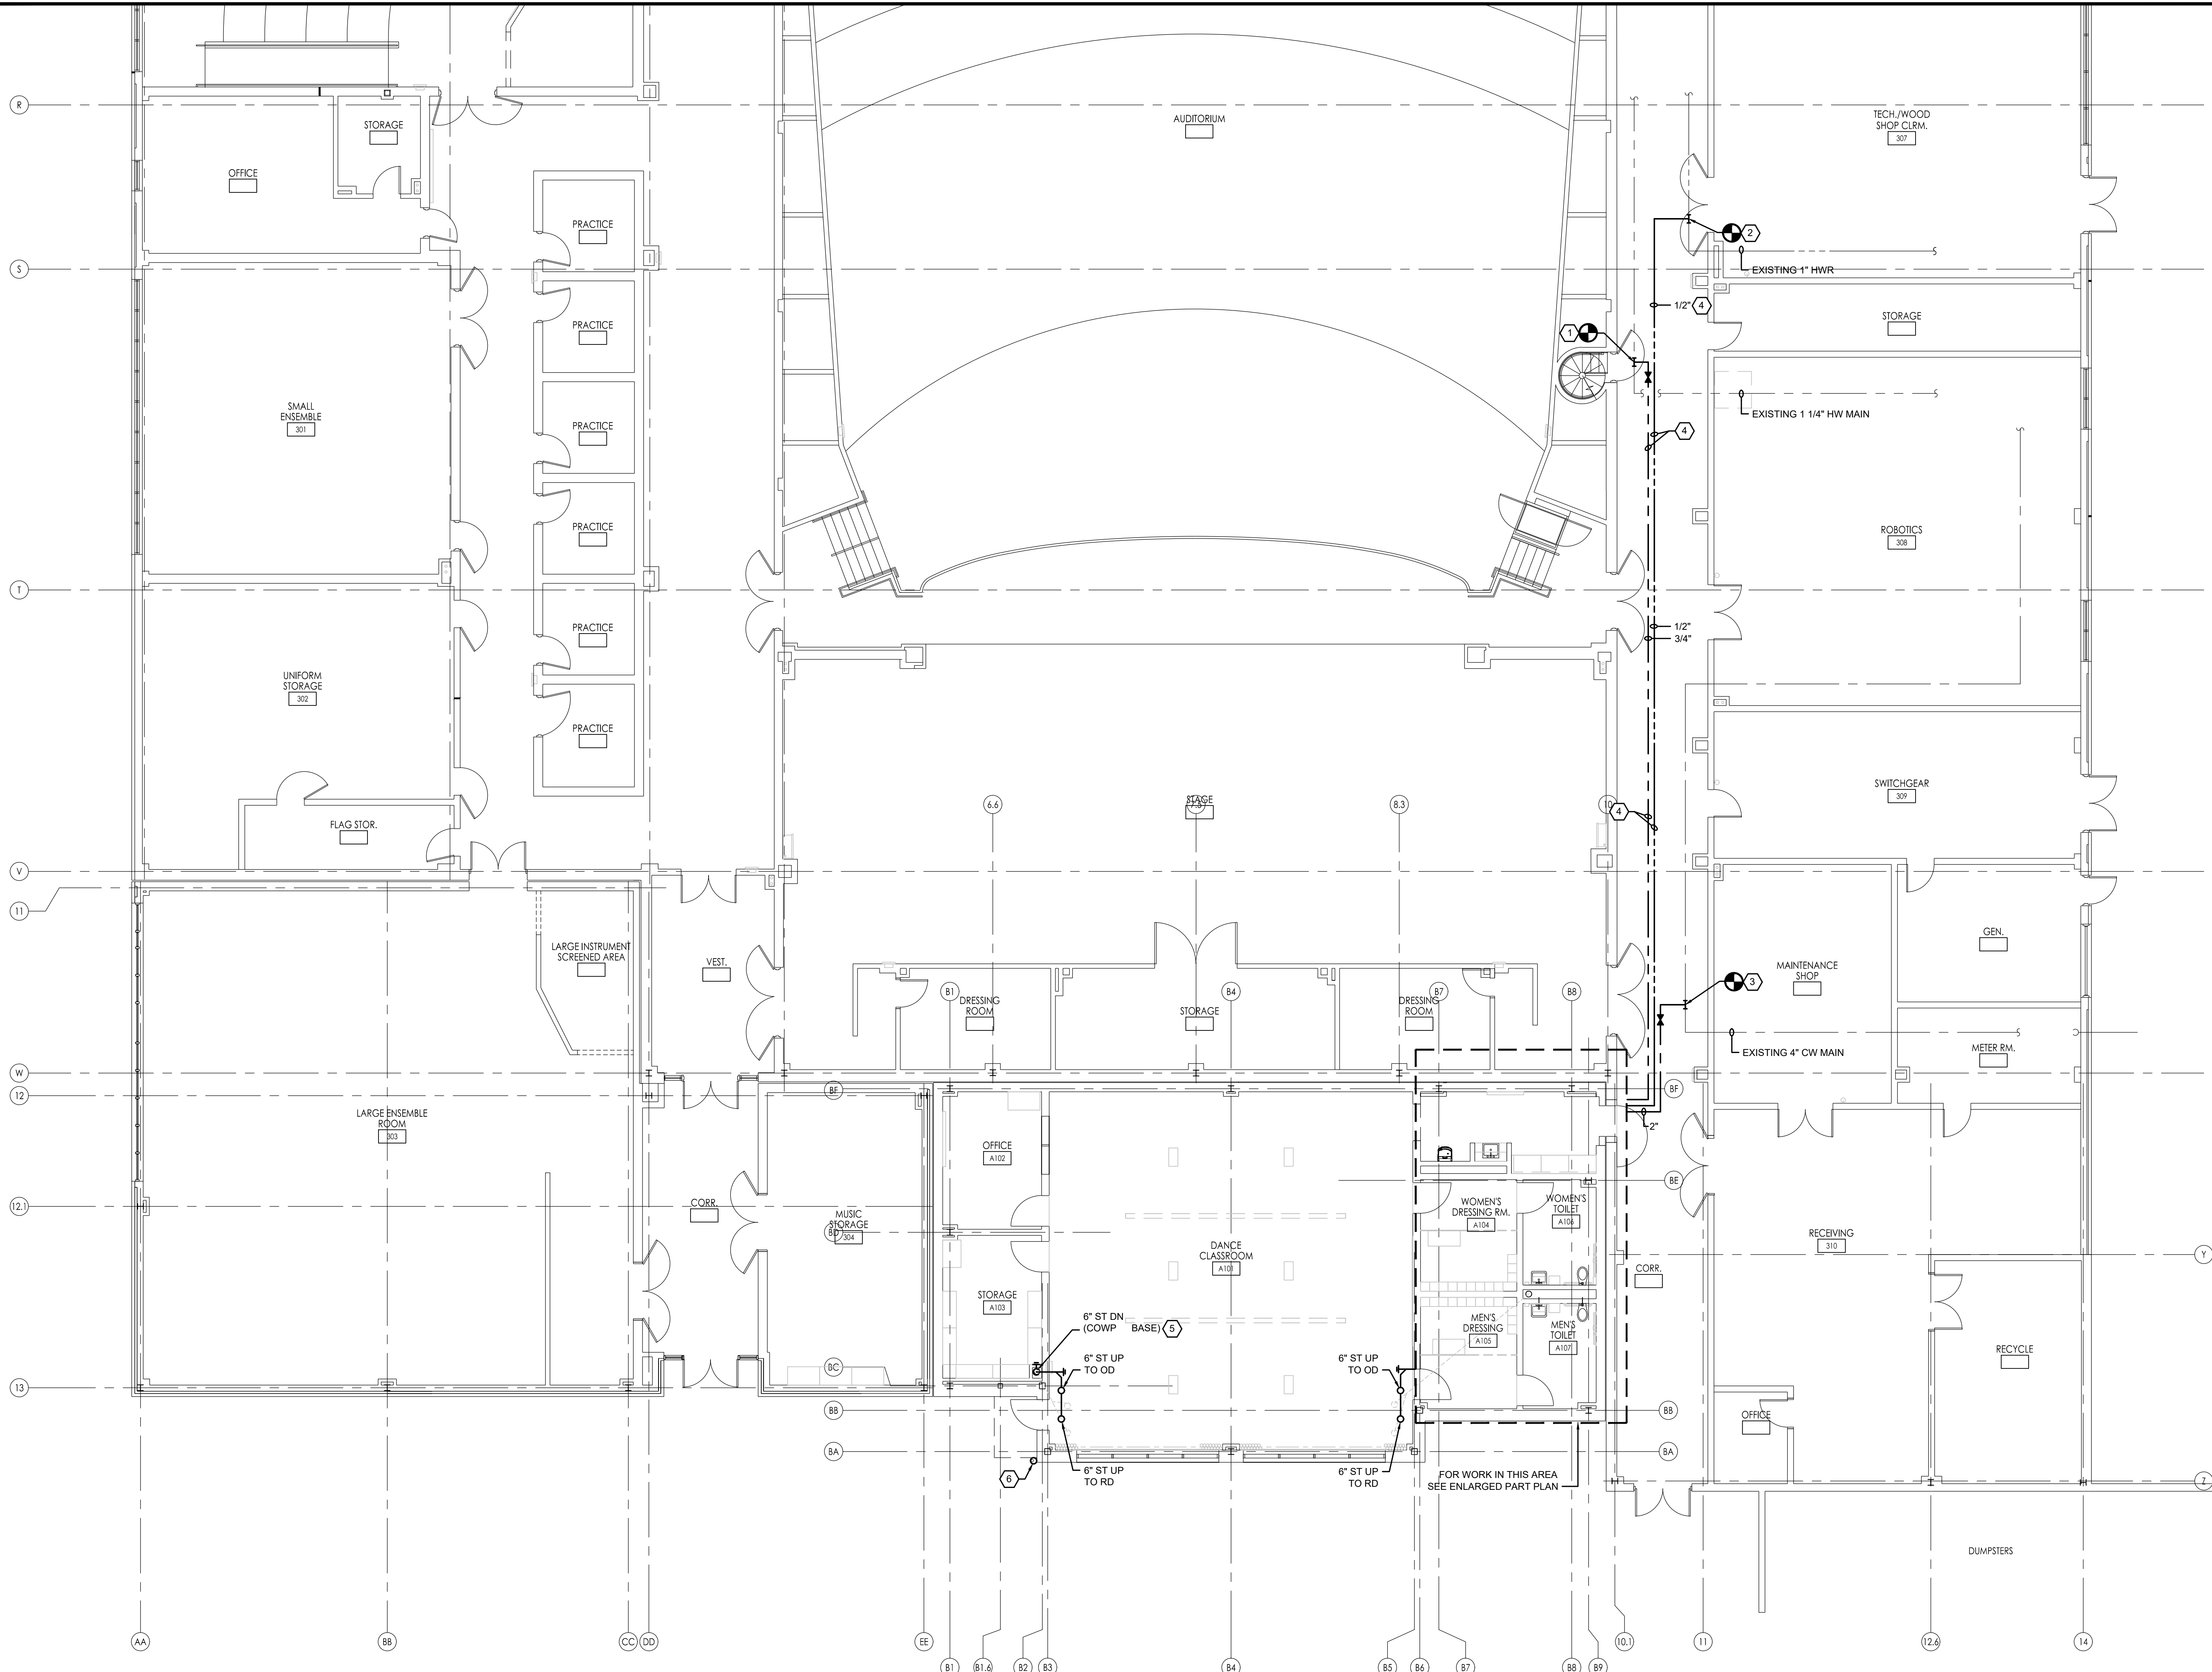 R
STORAGE
AUDITORIUM
TECH./WOOD
SHOP CLRM.
307
OFFICE
PRACTICE
2
S
EXISTING 1" HWR
1/2"
4
STORAGE
PRACTICE
1
SMALL
ENSEMBLE
301
EXISTING 1 1/4" HW MAIN
PRACTICE
4
PRACTICE
ROBOTICS
308
T
PRACTICE
1/2"
3/4"
UNIFORM
STORAGE
302
PRACTICE
SWITCHGEAR
309
6.6
STAGE
7.5
8.3
10
4
FLAG STOR.
V
11
LARGE INSTRUMENT
SCREENED AREA
VEST.
GEN.
MAINTENANCE
SHOP
3
B1
B4
B7
B8
DRESSING
ROOM
STORAGE
DRESSING
ROOM
EXISTING 4" CW MAIN
METER RM.
W
BF
BF
12
LARGE ENSEMBLE
ROOM
303
2"
OFFICE
A102
BE
12.1
CORR.
MUSIC
STORAGE
304
BD
WOMEN'S
DRESSING RM.
A104
WOMEN'S
TOILET
A106
DANCE
CLASSROOM
A101
RECEIVING
310
Y
CORR.
STORAGE
A103
6" ST DN
(COWP BASE)
5
MEN'S
DRESSING
A105
MEN'S
TOILET
A107
RECYCLE
BC
6" ST UP
TO OD
6" ST UP
TO OD
13
BB
BB
OFFICE
BA
BA
6
6" ST UP
TO RD
6" ST UP
TO RD
FOR WORK IN THIS AREA
SEE ENLARGED PART PLAN
Z
DUMPSTERS
AA
BB
CC
DD
EE
10.1
11
12.6
14
B1
B1.6
B2
B3
B4
B5
B6
B7
B8
B9